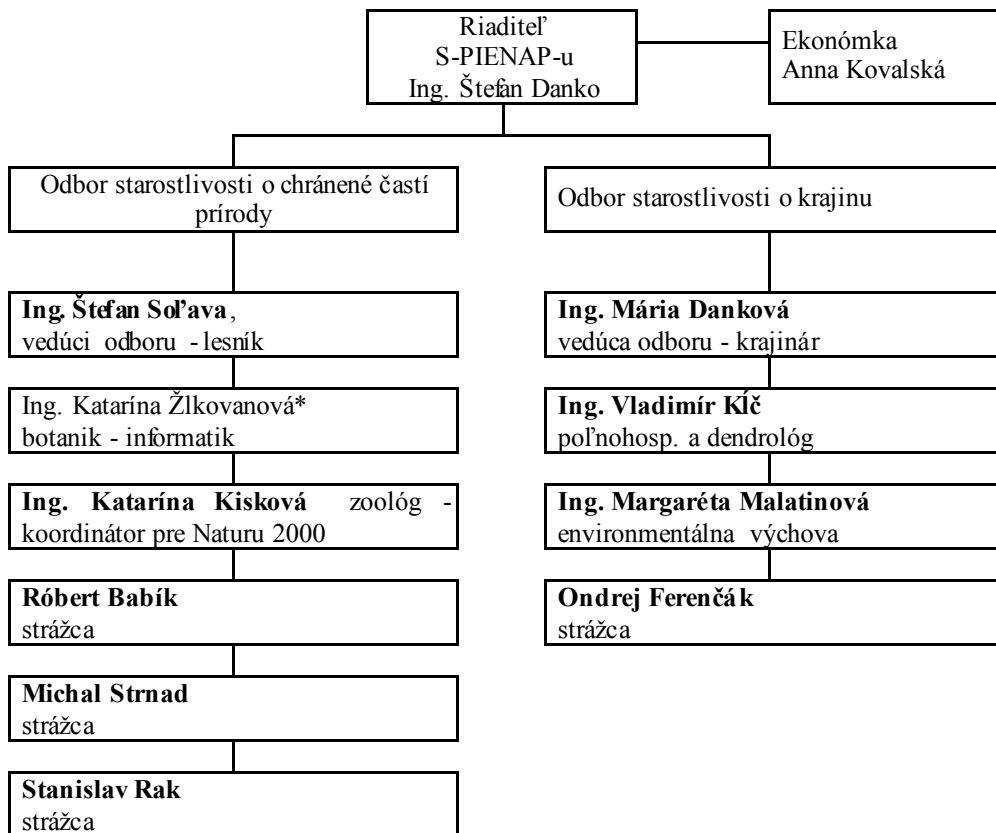 Riaditeľ
S-PIENAP-u
Ing. Štefan Danko
Ekonómka
Anna Kovalská
Odbor starostlivosti o chránené častí
prírody
Odbor starostlivosti o krajinu
Ing. Štefan Soľava,
vedúci odboru - lesník
Ing. Katarína Žlkovanová*
botanik - informatik
Ing. Katarína Kisková zoológ -
koordinátor pre Naturu 2000
Róbert Babík
strážca
Michal Strnad
strážca
Stanislav Rak
strážca
Ing. Mária Danková
vedúca odboru - krajinár
Ing. Vladimír Kĺč
poľnohosp. a dendrológ
Ing. Margaréta Malatinová
environmentálna výchova
Ondrej Ferenčák
strážca